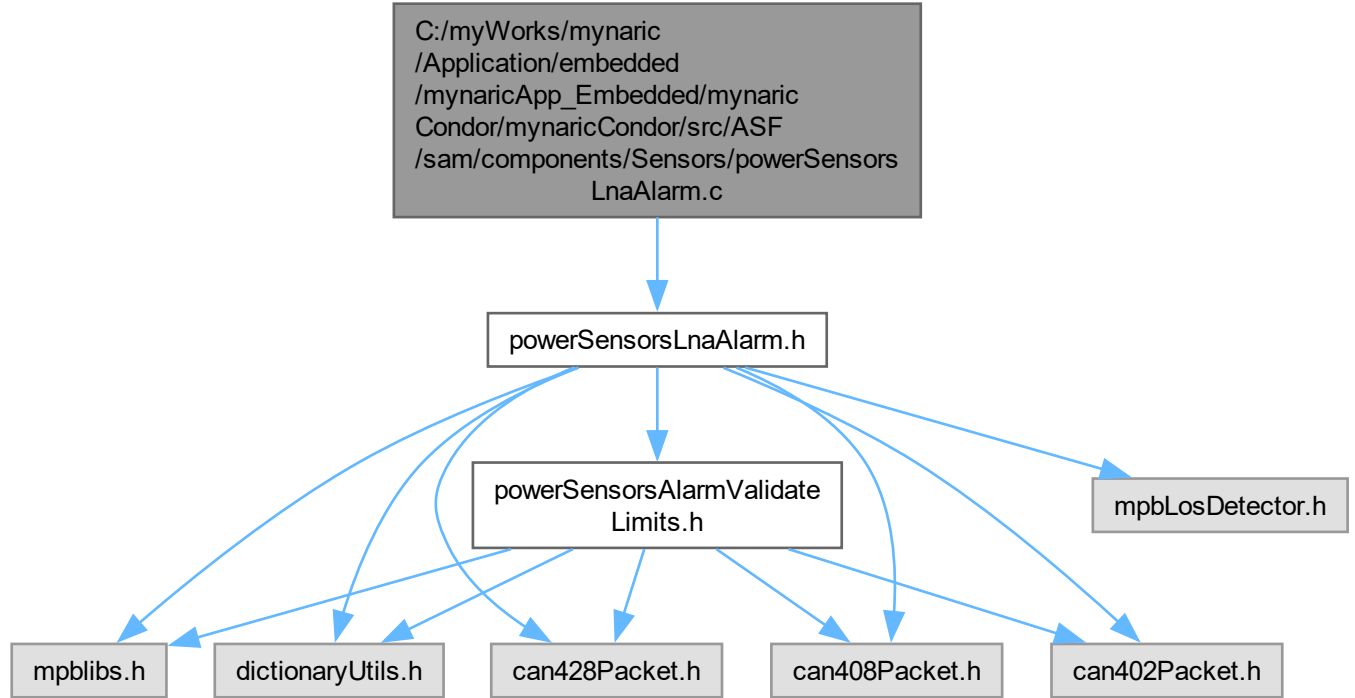 C:/myWorks/mynaric
/Application/embedded
/mynaricApp_Embedded/mynaric
Condor/mynaricCondor/src/ASF
/sam/components/Sensors/powerSensors
LnaAlarm.c
powerSensorsLnaAlarm.h
powerSensorsAlarmValidate
Limits.h
mpbLosDetector.h
mpblibs.h
dictionaryUtils.h
can428Packet.h
can408Packet.h
can402Packet.h